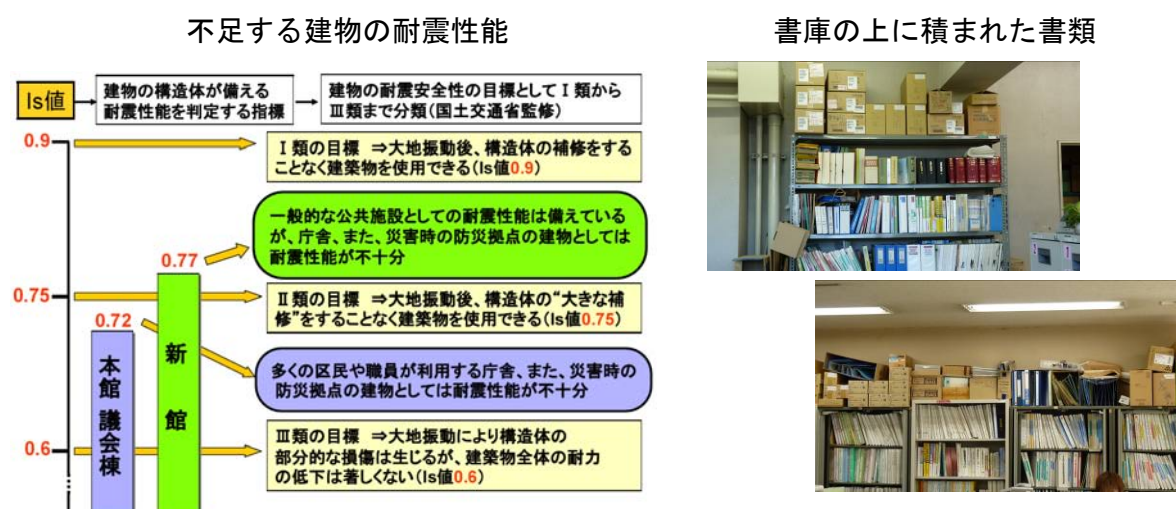 不足する建物の耐震性能
書庫の上に積まれた書類
Is値
建物の構造体が備える
耐震性能を判定する指標
建物の耐震安全性の目標としてⅠ類から
Ⅲ類まで分類(国土交通省監修)
0.9
Ⅰ類の目標 ⇒大地振動後、構造体の補修をする
ことなく建築物を使用できる(Is値0.9)
一般的な公共施設としての耐震性能は備えている
が、庁舎、また、災害時の防災拠点の建物としては
耐震性能が不十分
0.77
0.75
Ⅱ類の目標 ⇒大地振動後、構造体の“大きな補
修”をすることなく建築物を使用できる(Is値0.75)
0.72
本館 議会棟
新館
多くの区民や職員が利用する庁舎、また、災害時の
防災拠点の建物としては耐震性能が不十分
0.6
Ⅲ類の目標 ⇒大地振動により構造体の
部分的な損傷は生じるが、建築物全体の耐力
の低下は著しくない(Is値0.6)